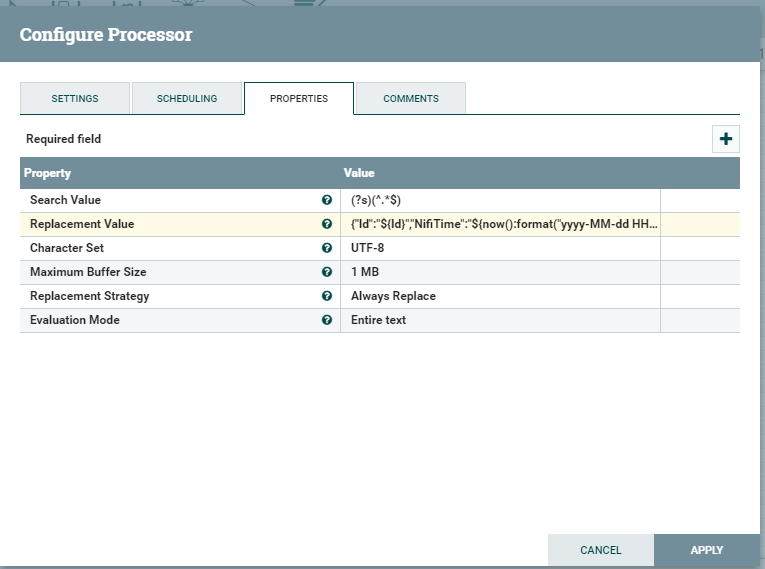 Configure Processor
SETTINGS SCHEDULING PROPERTIES COMMENTS
Required field
Property Value
Search Value (?s)(^.*$)
Replacement Value {"Id":"${Id}","NifiTime":"${now():format("yyyy-MM-dd HH...
Character Set UTF-8
Maximum Buffer Size 1 MB
Replacement Strategy Always Replace
Evaluation Mode Entire text
CANCEL APPLY